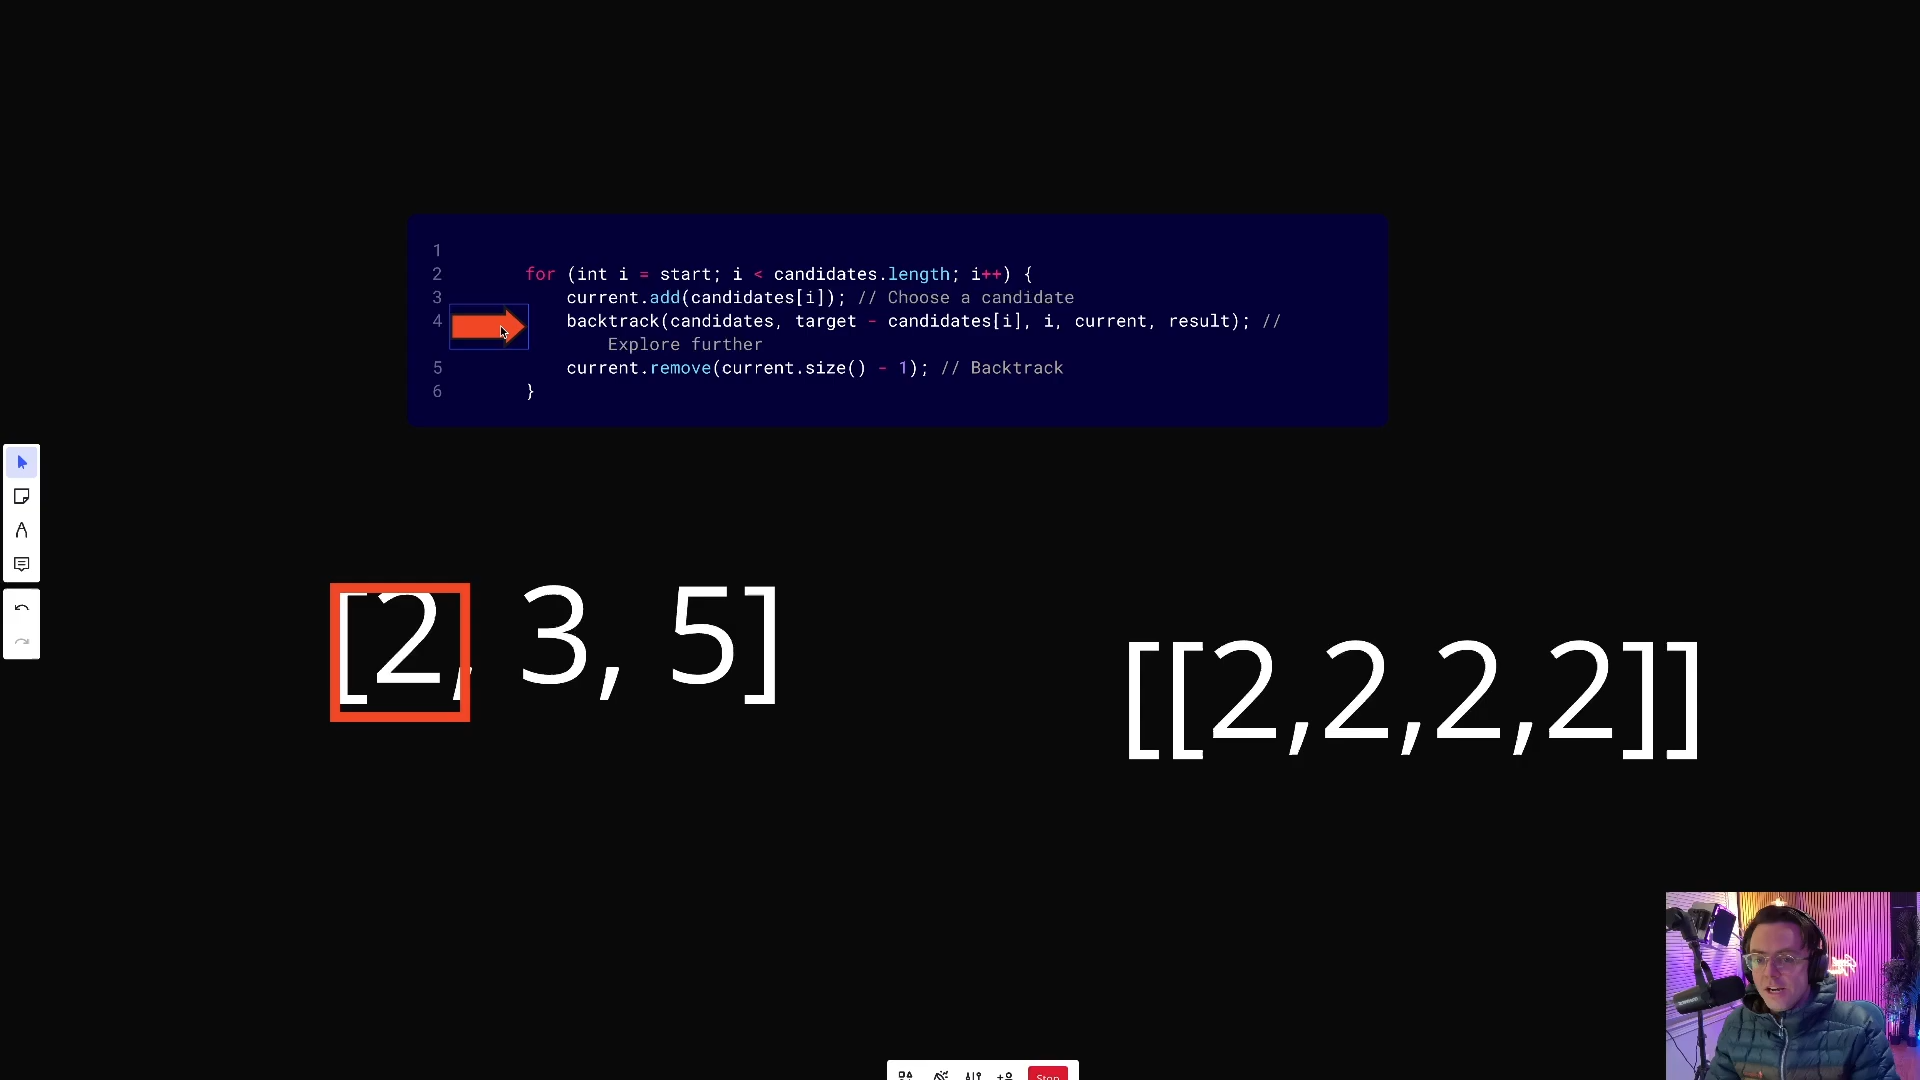 1
2 for (int i = start; i < candidates.length; i++) {
3 current.add(candidates[i]); // Choose a candidate
4 backtrack(candidates, target - candidates[i], i, current, result); //
Explore further
5 current.remove(current.size() - 1); // Backtrack
6 }
[2, 3, 5]
[[2,2,2,2]]
Stop